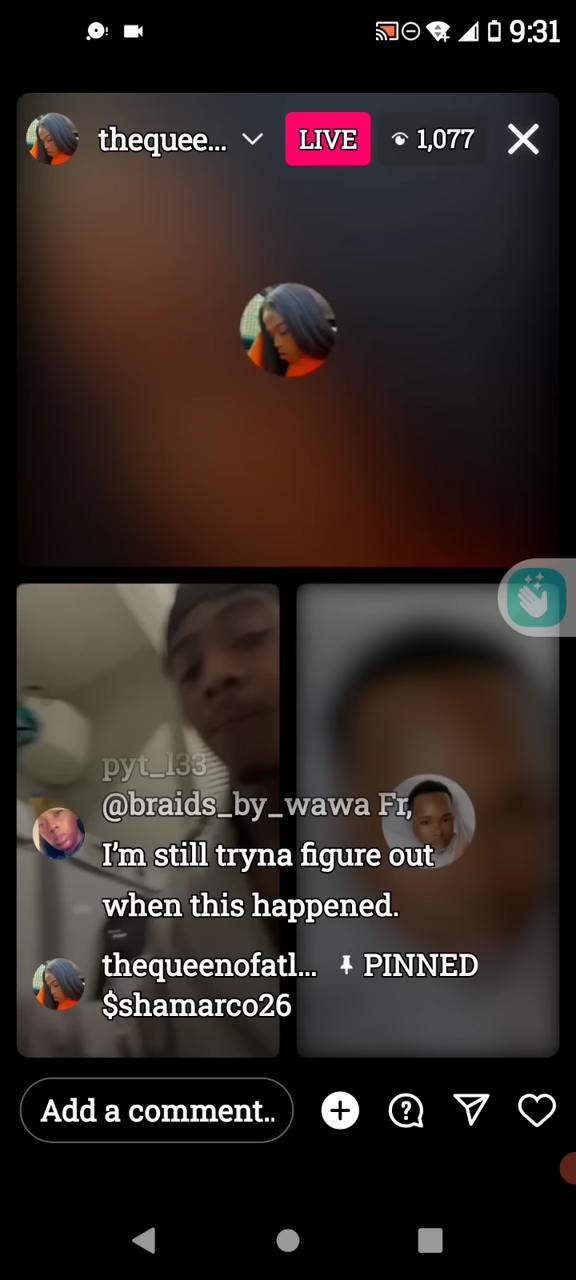 9:31
thequee... LIVE 1,077
pyt_l33
@braids_by_wawa Fr,
I'm still tryna figure out
when this happened.
thequeenofatl... PINNED
$shamarco26
Add a comment..